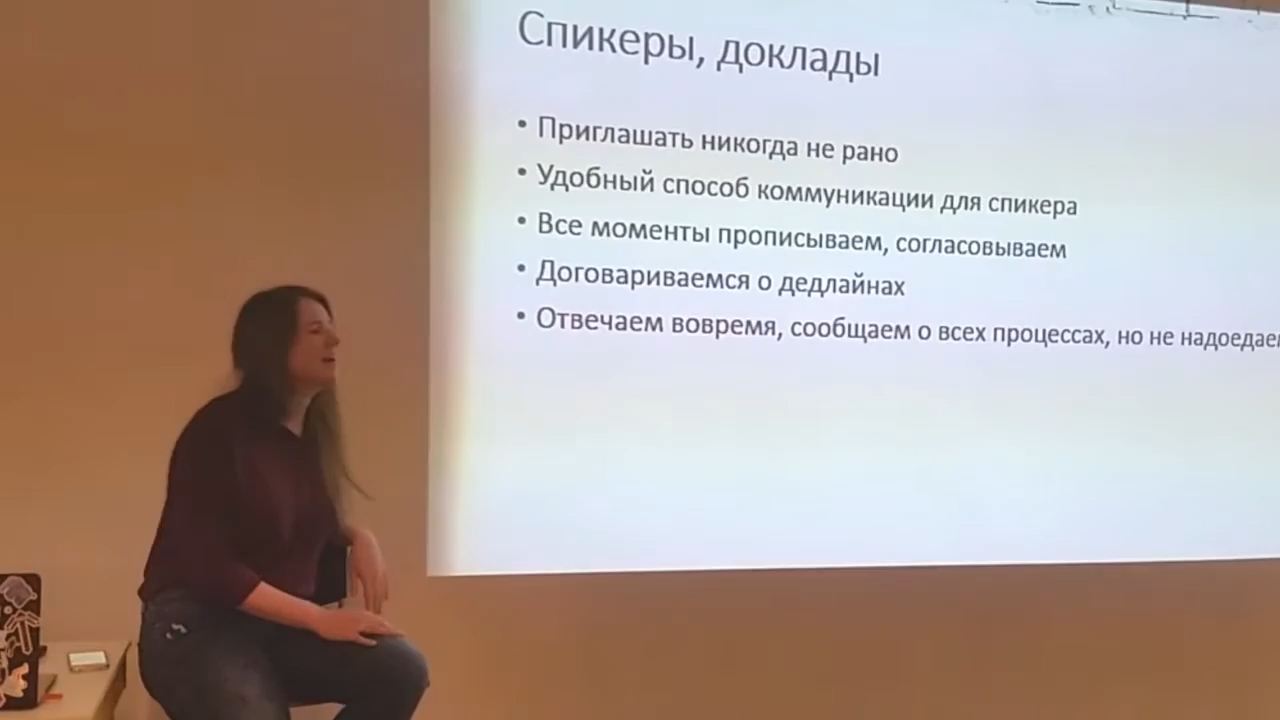 Спикеры, доклады
• Приглашать никогда не рано
• Удобный способ коммуникации для спикера
• Все моменты прописываем, согласовываем
• Договариваемся о дедлайнах
• Отвечаем вовремя, сообщаем о всех процессах, но не